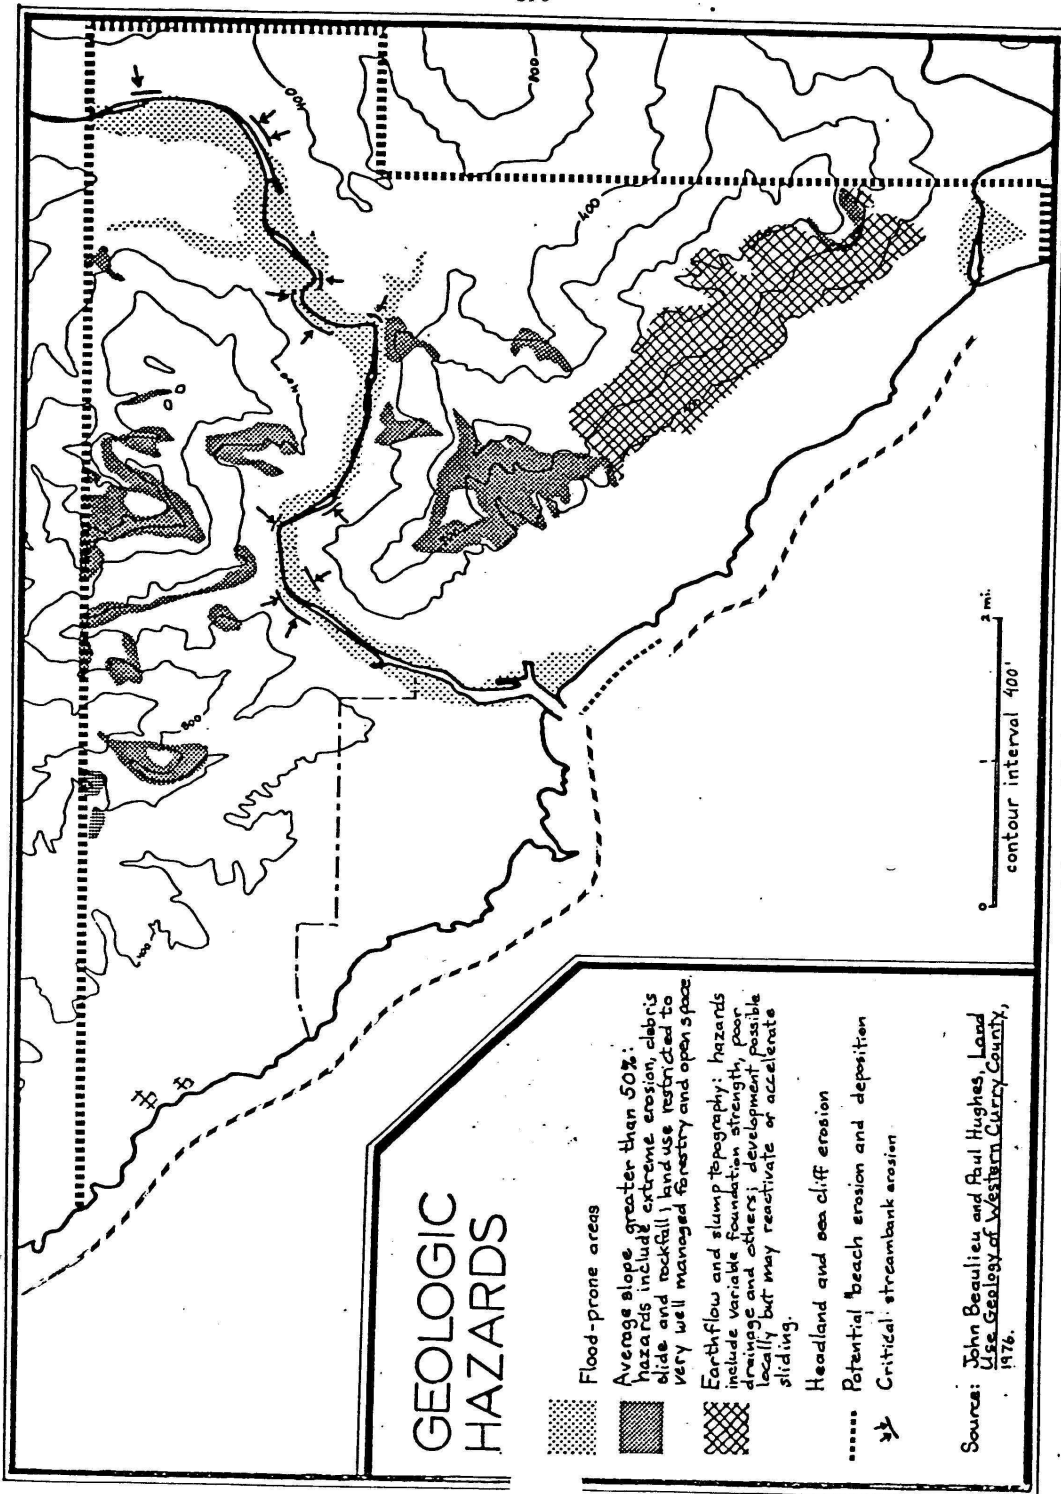 GEOLOGIC
HAZARDS
Flood-prone areas
Average slope greater than 50%:
hazards include extreme erosion, debris
slide and rockfall; land use restricted to
very well managed forestry and open space.
Earthflow and slump topography: hazards
include variable foundation strength, poor
drainage and others; development possible
locally but may reactivate or accelerate
sliding.
Headland and sea cliff erosion
Potential beach erosion and deposition
Critical streambank erosion
Source: John Beaulieu and Paul Hughes, Land
Use Geology of Western Curry County,
1976.
0 1 2 mi.
contour interval 400'
400
800
400
400
400